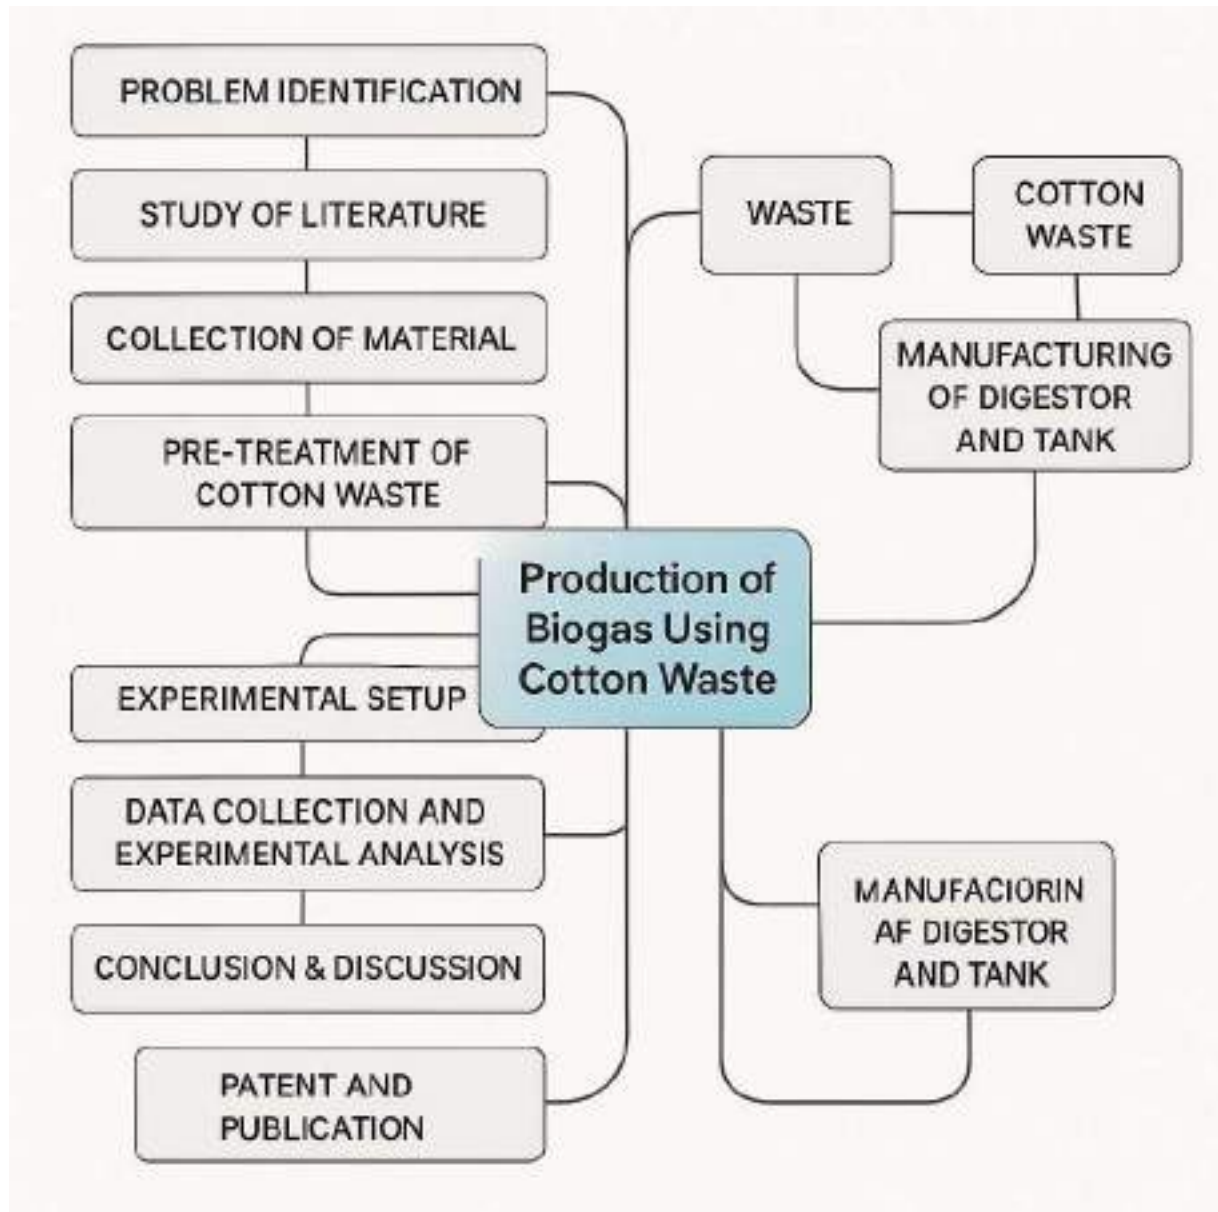 PROBLEM IDENTIFICATION
STUDY OF LITERATURE
COLLECTION OF MATERIAL
PRE-TREATMENT OF
COTTON WASTE
WASTE
COTTON
WASTE
MANUFACTURING
OF DIGESTOR
AND TANK
Production of
Biogas Using
Cotton Waste
EXPERIMENTAL SETUP
DATA COLLECTION AND
EXPERIMENTAL ANALYSIS
CONCLUSION & DISCUSSION
PATENT AND
PUBLICATION
MANUFACIORIN
AF DIGESTOR
AND TANK